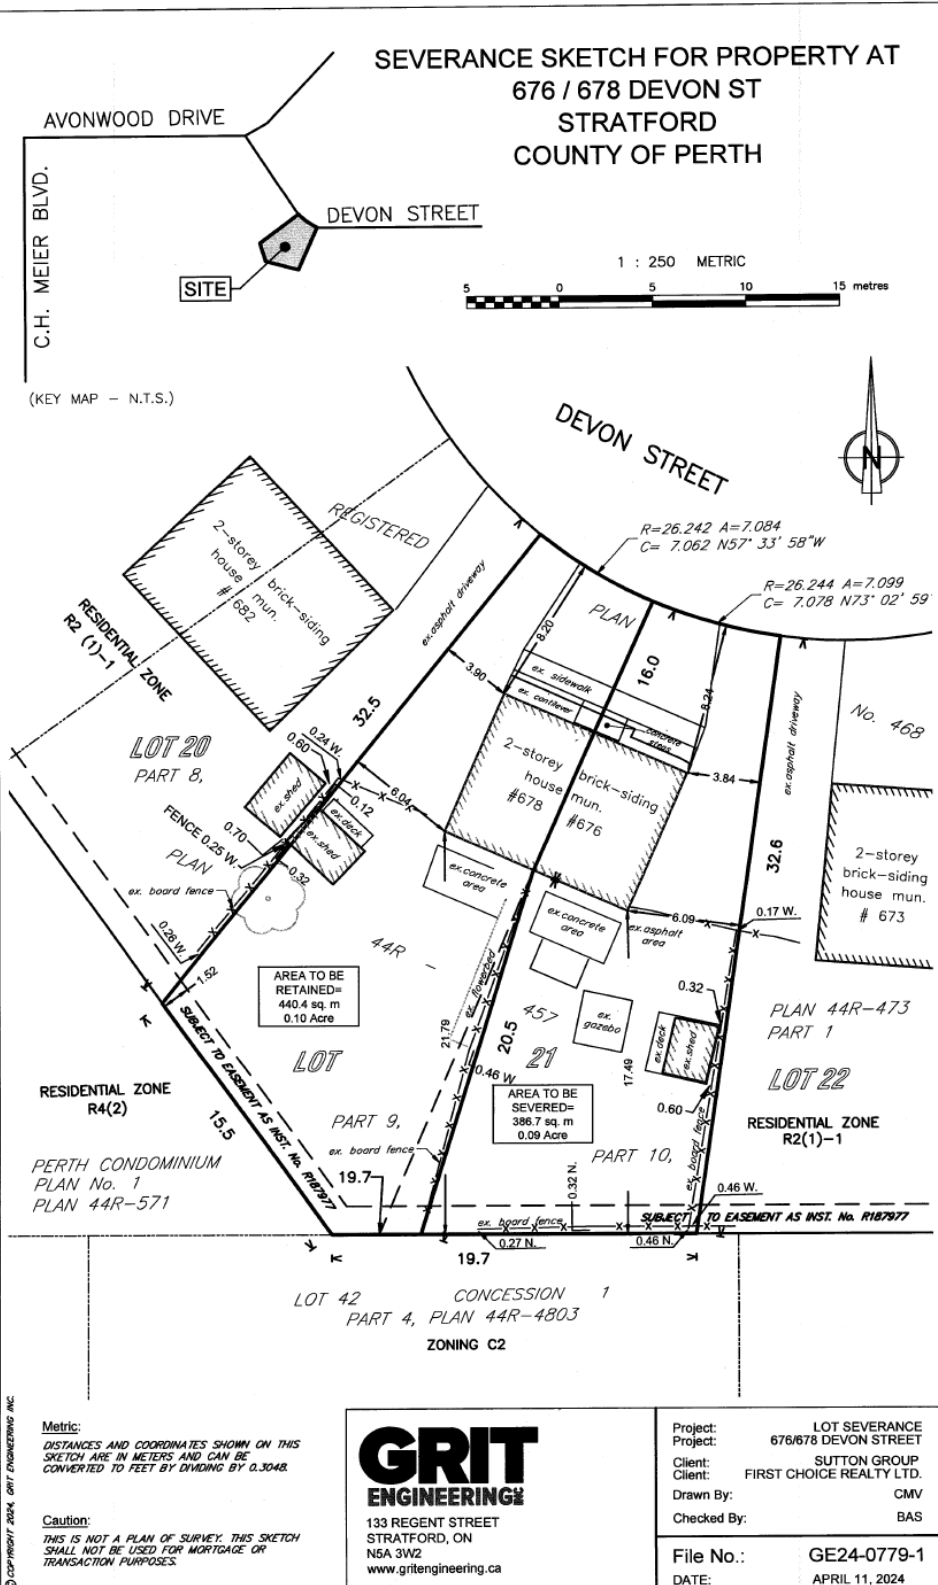 SEVERANCE SKETCH FOR PROPERTY AT
676 / 678 DEVON ST
STRATFORD
COUNTY OF PERTH
AVONWOOD DRIVE
C.H. MEIER BLVD.
DEVON STREET
SITE
(KEY MAP - N.T.S.)
1 : 250 METRIC
5 0 5 10 15 metres
DEVON STREET
N
R=26.242 A=7.084
C= 7.062 N57° 33' 58"W
R=26.244 A=7.099
C= 7.078 N73° 02' 59
REGISTERED
PLAN
No. 468
2-storey
brick-siding
house mun.
# 682
RESIDENTIAL ZONE
R2 (1)-1
ex.asphalt driveway
8.20
3.90
32.5
16.0
8.24
ex. sidewalk
ex. cantilever
concrete
steps
ex.asphalt driveway
LOT 20
PART 8,
PLAN
0.24 W.
0.60
0.12
6.04
ex.shed
ex.deck
ex.shed
0.70
FENCE 0.25 W.
0.32
ex. board fence
0.26 W.
1.52
2-storey
brick-siding
house
mun.
#678
#676
3.84
32.6
2-storey
brick-siding
house mun.
# 673
ex.concrete
area
ex.concrete
area
ex.asphalt
area
6.09
0.17 W.
44R -
457
AREA TO BE
RETAINED=
440.4 sq. m
0.10 Acre
ex. flowerbed
21.79
20.5
ex.
gazebo
0.32
ex.deck
ex.shed
17.49
0.60
PLAN 44R-473
PART 1
LOT 22
RESIDENTIAL ZONE
R2(1)-1
LOT
21
0.46 W
AREA TO BE
SEVERED=
386.7 sq. m
0.09 Acre
SUBJECT TO EASEMENT AS INST. No. R187977
RESIDENTIAL ZONE
R4(2)
15.5
PERTH CONDOMINIUM
PLAN No. 1
PLAN 44R-571
PART 9,
ex. board fence
PART 10,
ex. board fence
19.7
0.32 N.
0.46 W.
ex. board fence
SUBJECT TO EASEMENT AS INST. No. R187977
0.27 N.
0.46 N.
19.7
LOT 42 CONCESSION 1
PART 4, PLAN 44R-4803
ZONING C2
© COPYRIGHT 2024, GRIT ENGINEERING INC.
Metric:
DISTANCES AND COORDINATES SHOWN ON THIS
SKETCH ARE IN METERS AND CAN BE
CONVERTED TO FEET BY DIVIDING BY 0.3048.
Caution:
THIS IS NOT A PLAN OF SURVEY. THIS SKETCH
SHALL NOT BE USED FOR MORTGAGE OR
TRANSACTION PURPOSES.
GRIT
ENGINEERING INC
133 REGENT STREET
STRATFORD, ON
N5A 3W2
www.gritengineering.ca
Project: LOT SEVERANCE
Project: 676/678 DEVON STREET
Client: SUTTON GROUP
Client: FIRST CHOICE REALTY LTD.
Drawn By: CMV
Checked By: BAS
File No.: GE24-0779-1
DATE: APRIL 11, 2024